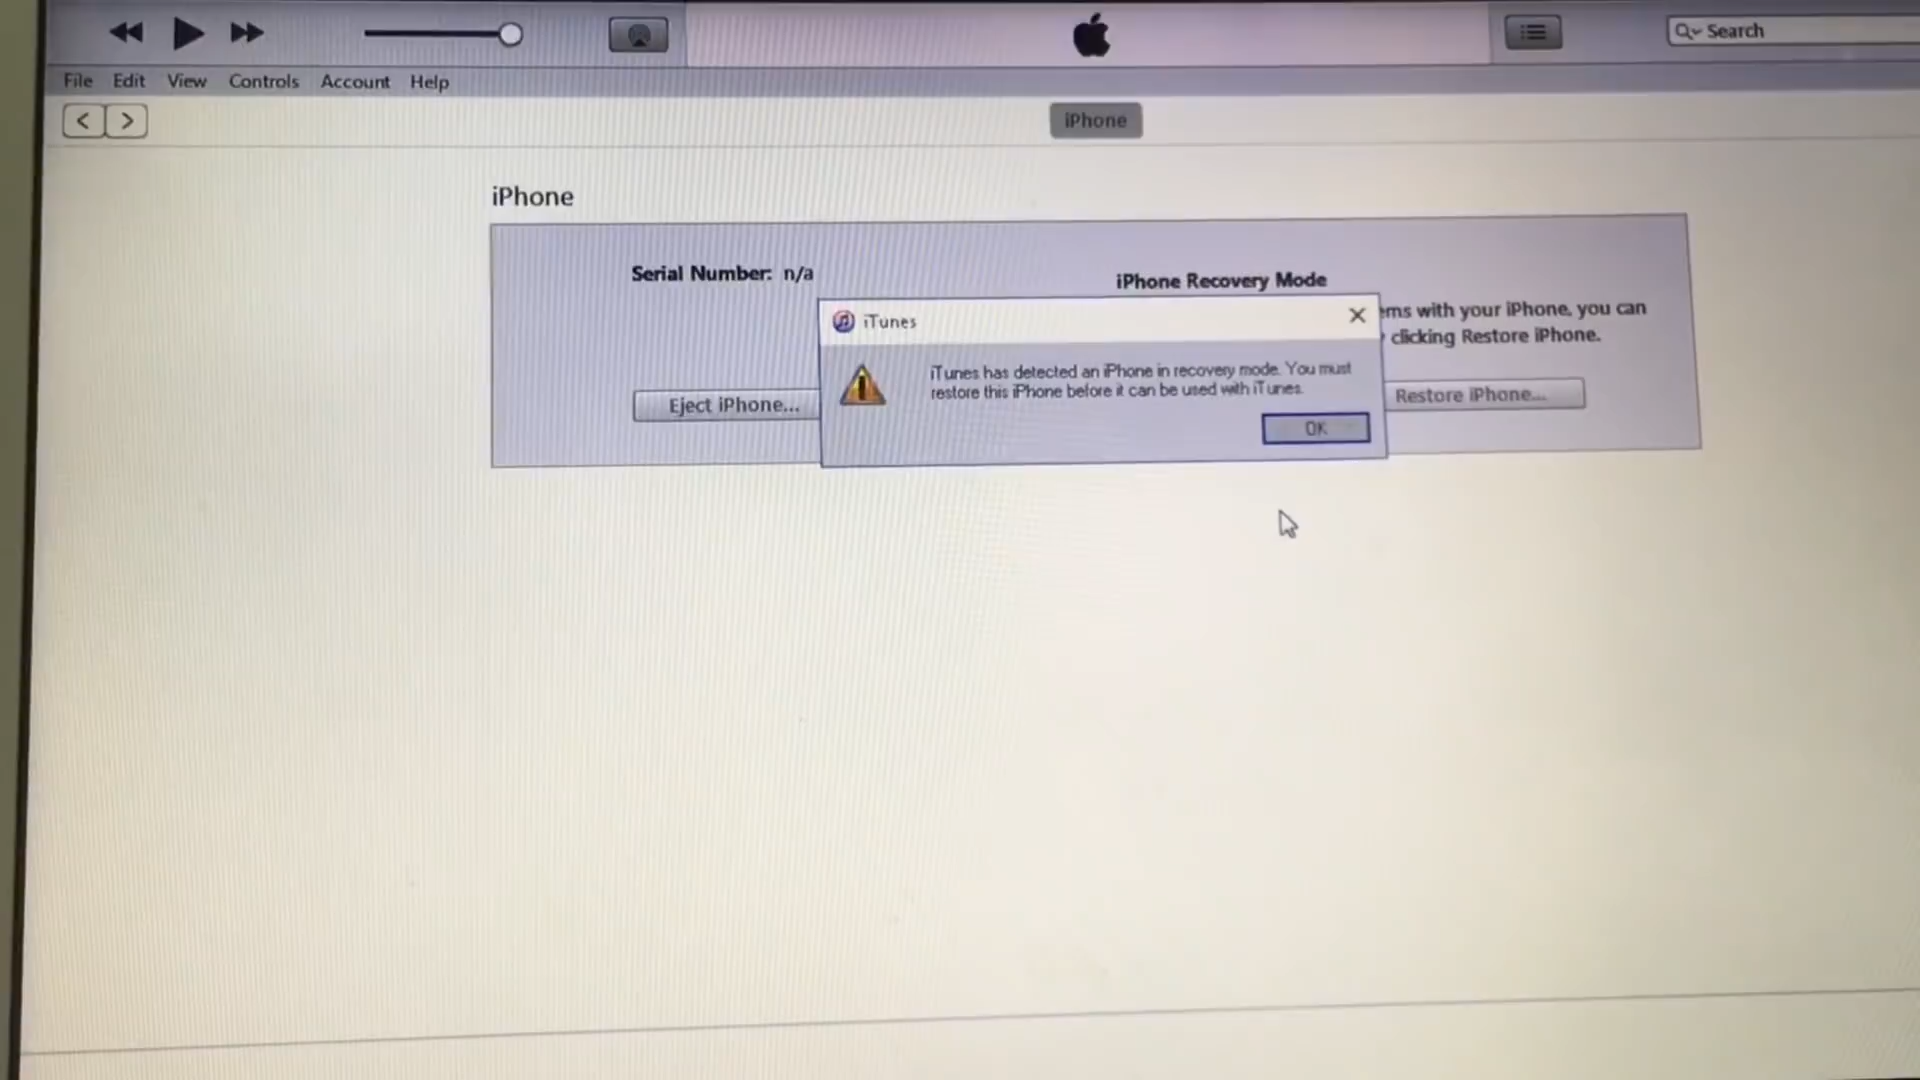 Search
File Edit View Controls Account Help
< >
iPhone
iPhone
Serial Number: n/a
iPhone Recovery Mode
ems with your iPhone, you can
clicking Restore iPhone.
iTunes
iTunes has detected an iPhone in recovery mode. You must
restore this iPhone before it can be used with iTunes.
Eject iPhone...
Restore iPhone...
OK